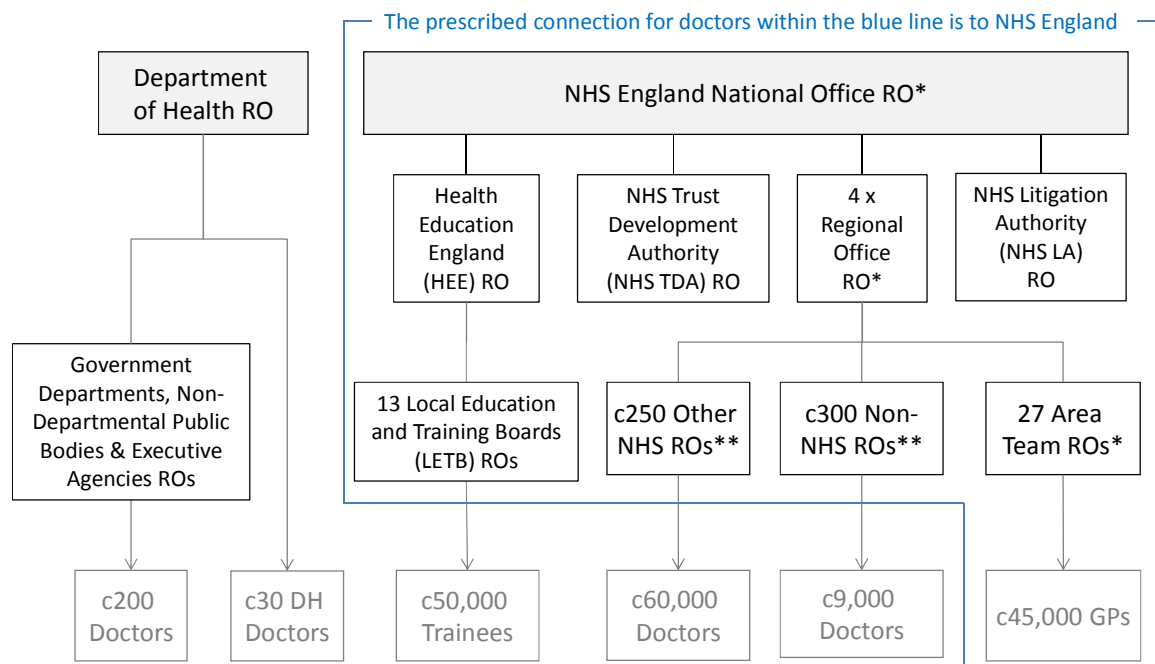 The prescribed connection for doctors within the blue line is to NHS England
Department
of Health RO
NHS England National Office RO*
Health
Education
England
(HEE) RO
NHS Trust
Development
Authority
(NHS TDA) RO
4 x
Regional
Office
RO*
NHS Litigation
Authority
(NHS LA)
RO
Government
Departments, Non-
Departmental Public
Bodies & Executive
Agencies ROs
13 Local Education
and Training Boards
(LETB) ROs
c250 Other
NHS ROs**
c300 Non-
NHS ROs**
27 Area
Team ROs*
c200
Doctors
c30 DH
Doctors
c50,000
Trainees
c60,000
Doctors
c9,000
Doctors
c45,000 GPs